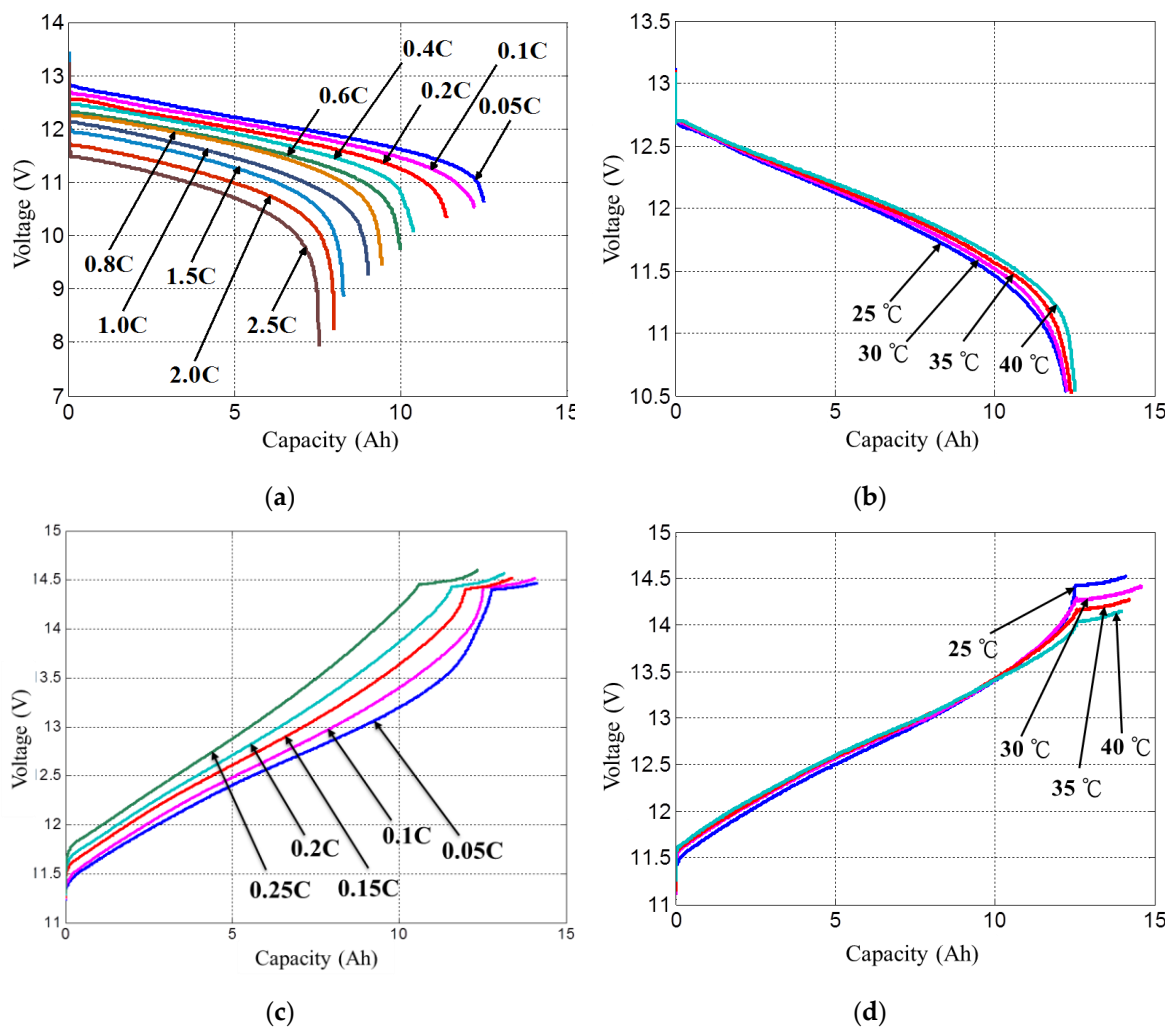 14
13
12
11
10
9
8
7
0
5
10
15
Voltage (V)
Capacity (Ah)
0.4C
0.1C
0.6C
0.2C
0.05C
0.8C
1.5C
1.0C
2.5C
2.0C
(a)
13.5
13
12.5
12
11.5
11
10.5
0
5
10
15
Voltage (V)
Capacity (Ah)
25 ℃
30 ℃
35 ℃
40 ℃
(b)
15
14.5
14
13.5
13
12.5
12
11.5
11
0
5
10
15
Voltage (V)
Capacity (Ah)
0.25C
0.2C
0.15C
0.1C
0.05C
(c)
15
14.5
14
13.5
13
12.5
12
11.5
11
0
5
10
15
Voltage (V)
Capacity (Ah)
25 ℃
30 ℃
35 ℃
40 ℃
(d)